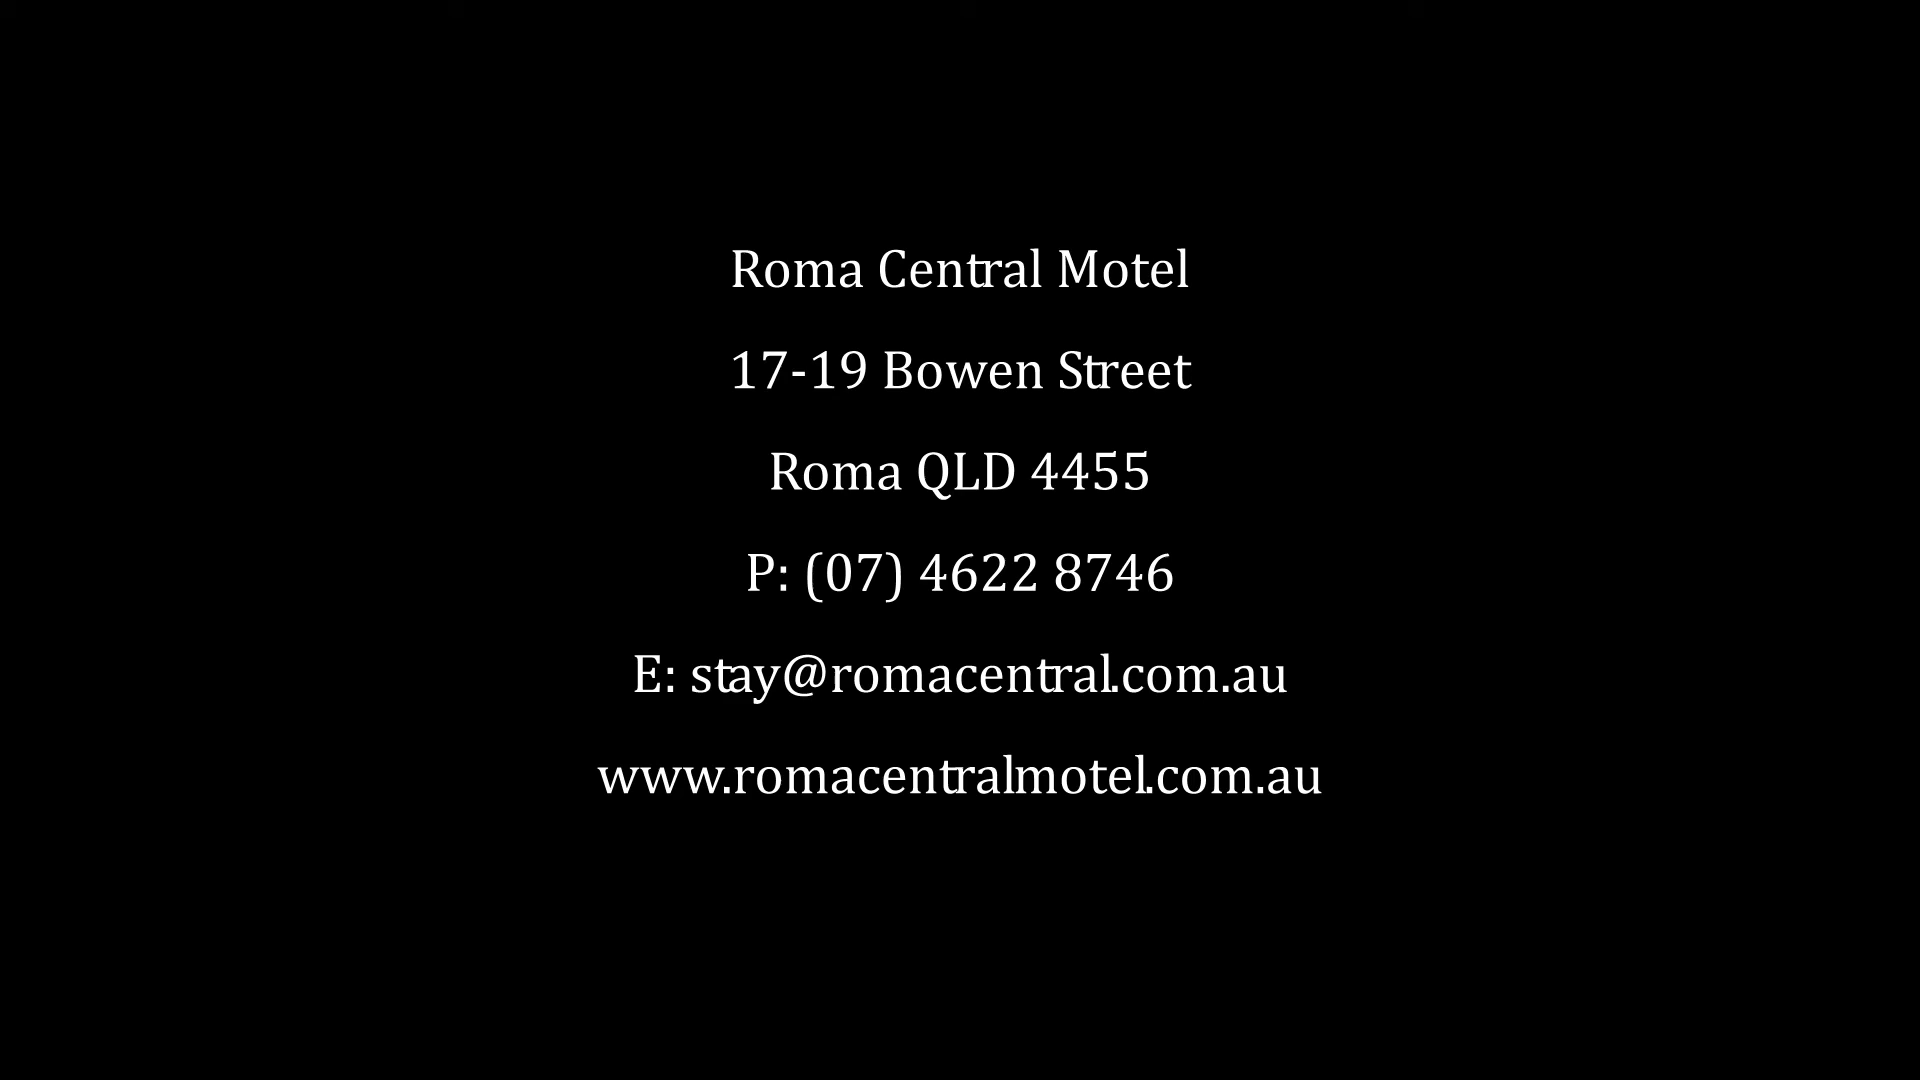 Roma Central Motel
17-19 Bowen Street
Roma QLD 4455
P: (07) 4622 8746
E: stay@romacentral.com.au
www.romacentralmotel.com.au